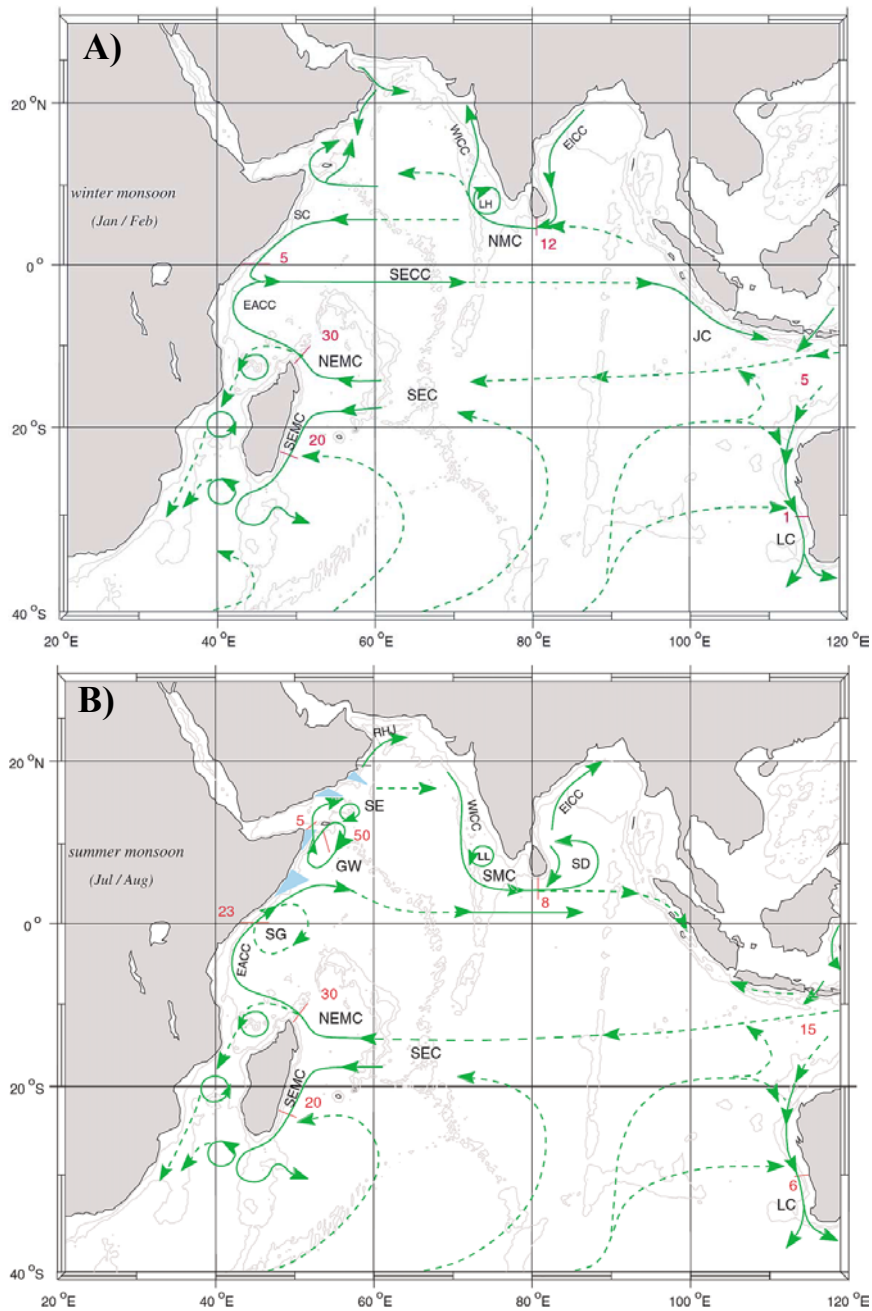 A)
20 °N
WICC
EICC
winter monsoon
(Jan / Feb)
LH
SC
NMC
12
0 °
5
SECC
EACC
30
JC
NEMC
SEC
5
20 °S
SEMC
20
1
LC
40 °S
20 °E
40 °E
60 °E
80 °E
100 °E
120 °E
B)
RHJ
20 °N
SE
WICC
EICC
5
50
summer monsoon
(Jul / Aug)
GW
LL
SD
SMC
8
23
0 °
SG
EACC
30
NEMC
15
SEC
20 °S
SEMC
20
6
LC
40 °S
20 °E
40 °E
60 °E
80 °E
100 °E
120 °E